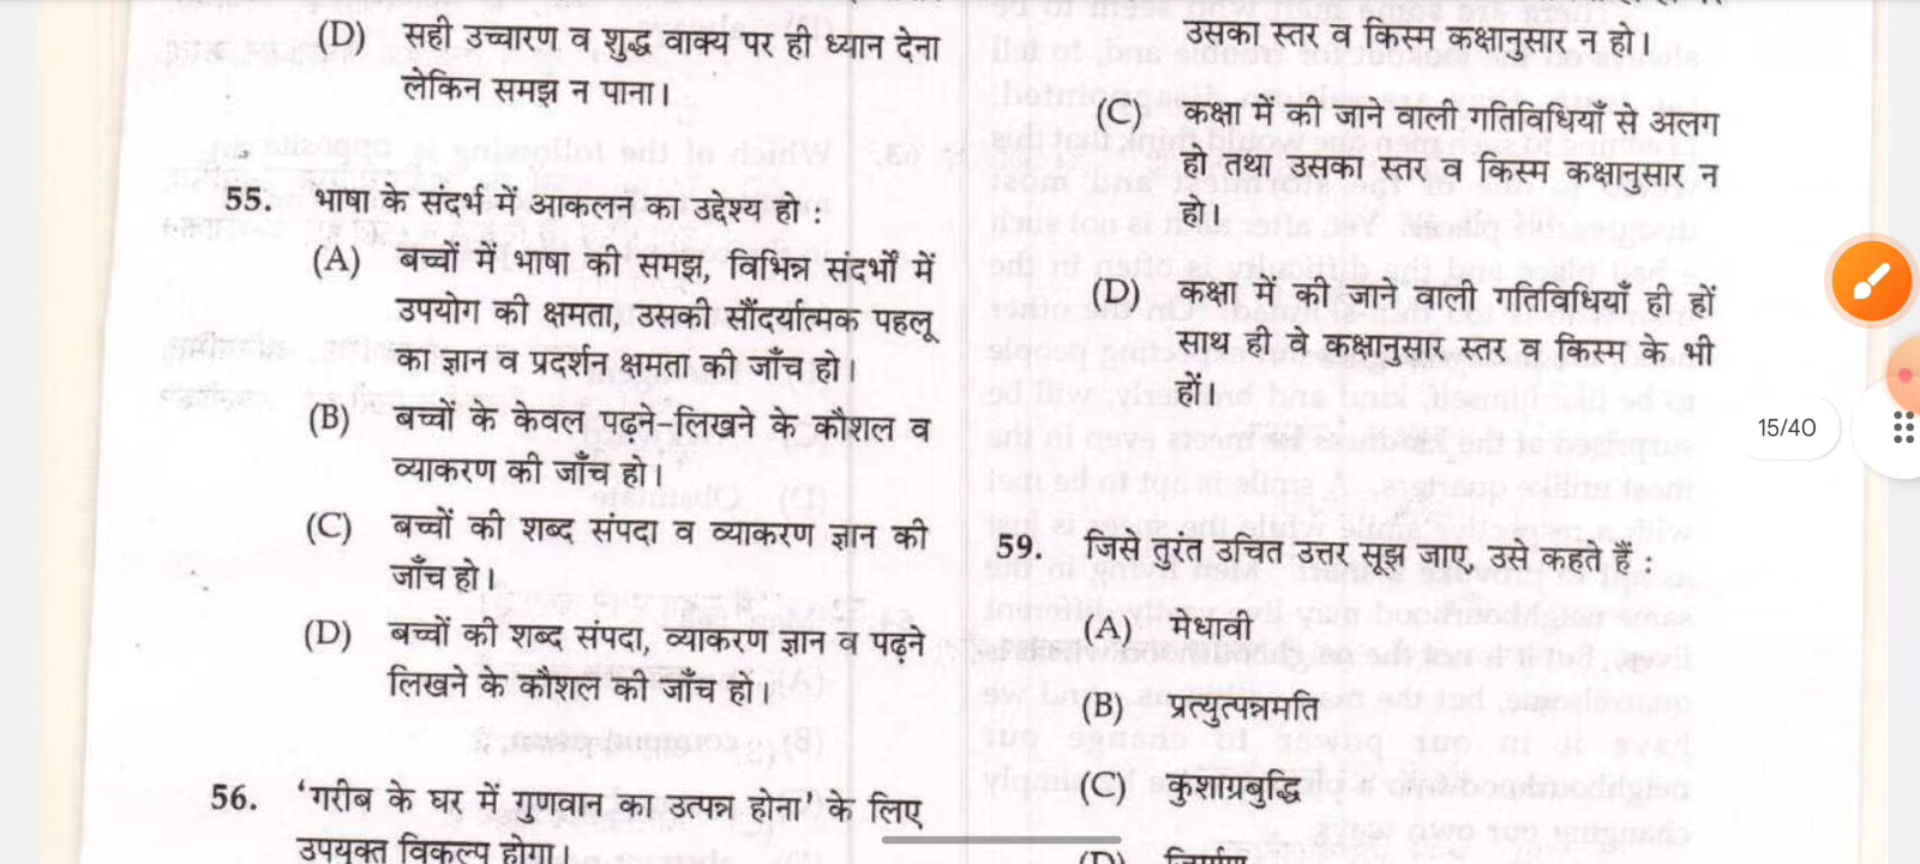 (D) सही उच्चारण व शुद्ध वाक्य पर ही ध्यान देना
लेकिन समझ न पाना।
55. भाषा के संदर्भ में आकलन का उद्देश्य हो :
(A) बच्चों में भाषा की समझ, विभिन्न संदर्भों में
उपयोग की क्षमता, उसकी सौंदर्यात्मक पहलू
का ज्ञान व प्रदर्शन क्षमता की जाँच हो।
(B) बच्चों के केवल पढ़ने-लिखने के कौशल व
व्याकरण की जाँच हो।
(C) बच्चों की शब्द संपदा व व्याकरण ज्ञान की
जाँच हो।
(D) बच्चों की शब्द संपदा, व्याकरण ज्ञान व पढ़ने
लिखने के कौशल की जाँच हो।
56. 'गरीब के घर में गुणवान का उत्पन्न होना' के लिए
उपयुक्त विकल्प होगा।
उसका स्तर व किस्म कक्षानुसार न हो।
(C) कक्षा में की जाने वाली गतिविधियाँ से अलग
हो तथा उसका स्तर व किस्म कक्षानुसार न
हो।
(D) कक्षा में की जाने वाली गतिविधियाँ ही हों
साथ ही वे कक्षानुसार स्तर व किस्म के भी
हों।
59. जिसे तुरंत उचित उत्तर सूझ जाए, उसे कहते हैं :
(A) मेधावी
(B) प्रत्युत्पन्नमति
(C) कुशाग्रबुद्धि
(D)
15/40